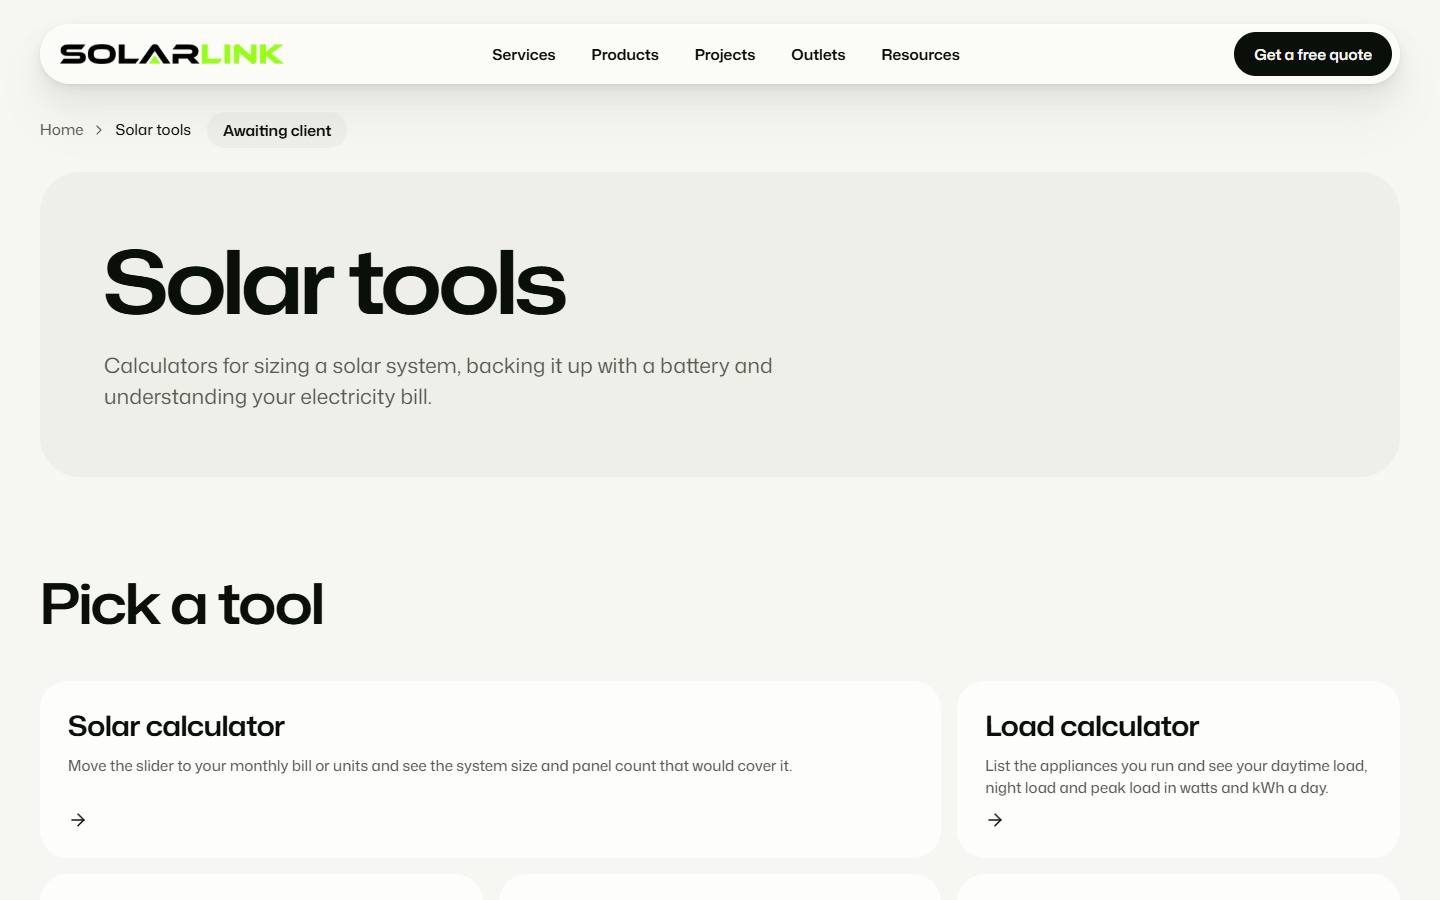 SOLARLINK
Services
Products
Projects
Outlets
Resources
Get a free quote
Home
Solar tools
Awaiting client
Solar tools
Calculators for sizing a solar system, backing it up with a battery and
understanding your electricity bill.
Pick a tool
Solar calculator
Move the slider to your monthly bill or units and see the system size and panel count that would cover it.
Load calculator
List the appliances you run and see your daytime load,
night load and peak load in watts and kWh a day.